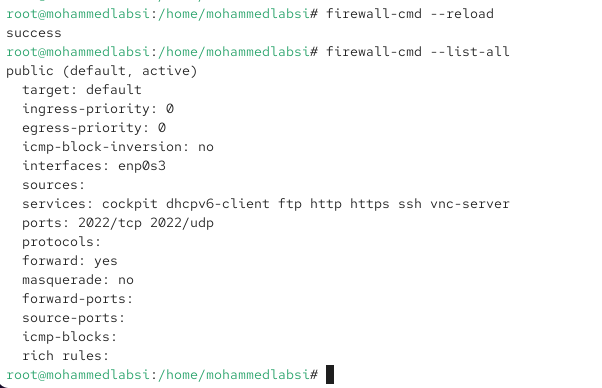 root@mohammedlabsi:/home/mohammedlabsi# firewall-cmd --reload
success
root@mohammedlabsi:/home/mohammedlabsi# firewall-cmd --list-all
public (default, active)
  target: default
  ingress-priority: 0
  egress-priority: 0
  icmp-block-inversion: no
  interfaces: enp0s3
  sources:
  services: cockpit dhcpv6-client ftp http https ssh vnc-server
  ports: 2022/tcp 2022/udp
  protocols:
  forward: yes
  masquerade: no
  forward-ports:
  source-ports:
  icmp-blocks:
  rich rules:
root@mohammedlabsi:/home/mohammedlabsi#